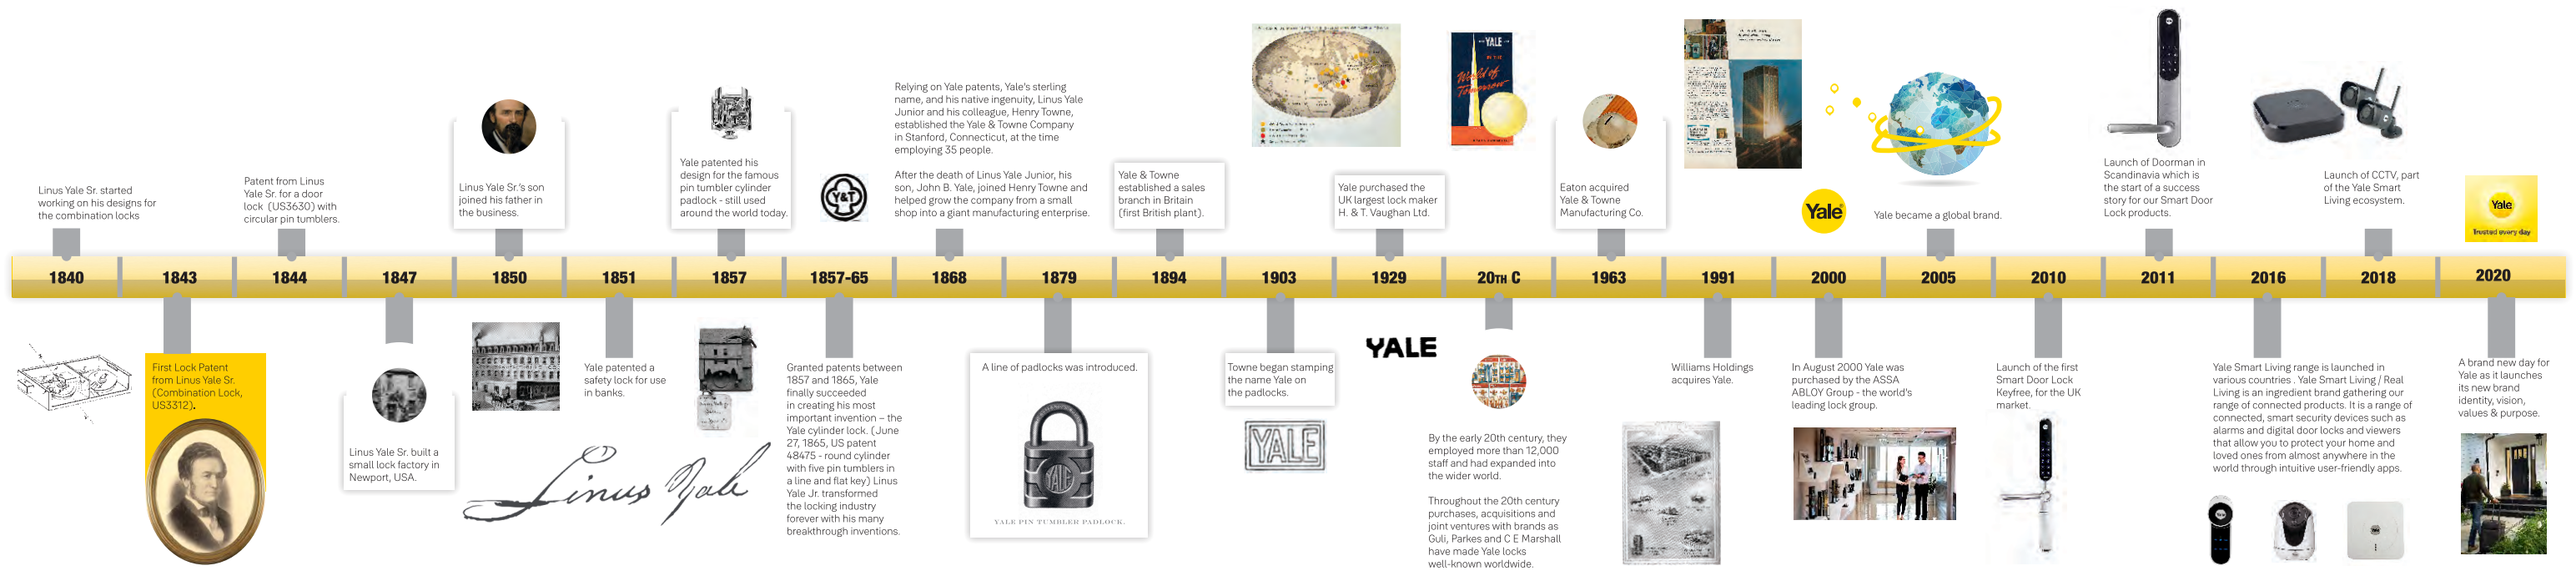 Linus Yale Sr. started
working on his designs for
the combination locks
Patent from Linus
Yale Sr. for a door
lock (US3630) with
circular pin tumblers.
Linus Yale Sr.'s son
joined his father in
the business.
Yale patented his
design for the famous
pin tumbler cylinder
padlock - still used
around the world today.
Y&T
Relying on Yale patents, Yale's sterling
name, and his native ingenuity, Linus Yale
Junior and his colleague, Henry Towne,
established the Yale & Towne Company
in Stanford, Connecticut, at the time
employing 35 people.
After the death of Linus Yale Junior, his
son, John B. Yale, joined Henry Towne and
helped grow the company from a small
shop into a giant manufacturing enterprise.
Yale & Towne
established a sales
branch in Britain
(first British plant).
Yale purchased the
UK largest lock maker
H. & T. Vaughan Ltd.
YALE
IN THE
World of
Tomorrow
Eaton acquired
Yale & Towne
Manufacturing Co.
Yale
Yale became a global brand.
Launch of Doorman in
Scandinavia which is
the start of a success
story for our Smart Door
Lock products.
Launch of CCTV, part
of the Yale Smart
Living ecosystem.
Yale
Trusted every day
1840
1843
1844
1847
1850
1851
1857
1857-65
1868
1879
1894
1903
1929
20TH C
1963
1991
2000
2005
2010
2011
2016
2018
2020
First Lock Patent
from Linus Yale Sr.
(Combination Lock,
US3312).
Linus Yale Sr. built a
small lock factory in
Newport, USA.
Linus Yale
Yale patented a
safety lock for use
in banks.
Granted patents between
1857 and 1865, Yale
finally succeeded
in creating his most
important invention – the
Yale cylinder lock. (June
27, 1865, US patent
48475 - round cylinder
with five pin tumblers in
a line and flat key) Linus
Yale Jr. transformed
the locking industry
forever with his many
breakthrough inventions.
A line of padlocks was introduced.
YALE
YALE PIN TUMBLER PADLOCK.
Towne began stamping
the name Yale on
the padlocks.
YALE
YALE
By the early 20th century, they
employed more than 12,000
staff and had expanded into
the wider world.
Throughout the 20th century
purchases, acquisitions and
joint ventures with brands as
Guli, Parkes and C E Marshall
have made Yale locks
well-known worldwide.
Williams Holdings
acquires Yale.
In August 2000 Yale was
purchased by the ASSA
ABLOY Group - the world's
leading lock group.
Launch of the first
Smart Door Lock
Keyfree, for the UK
market.
Yale Smart Living range is launched in
various countries . Yale Smart Living / Real
Living is an ingredient brand gathering our
range of connected products. It is a range of
connected, smart security devices such as
alarms and digital door locks and viewers
that allow you to protect your home and
loved ones from almost anywhere in the
world through intuitive user-friendly apps.
A brand new day for
Yale as it launches
its new brand
identity, vision,
values & purpose.